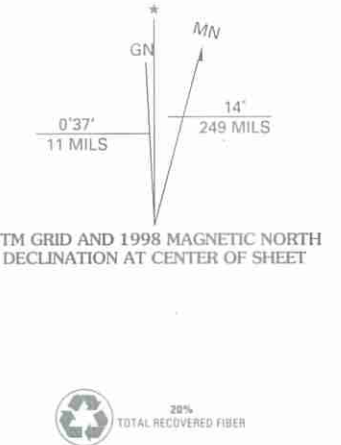 ★
MN
GN
0°37'
11 MILS
14°
249 MILS
TM GRID AND 1998 MAGNETIC NORTH
DECLINATION AT CENTER OF SHEET
20%
TOTAL RECOVERED FIBER